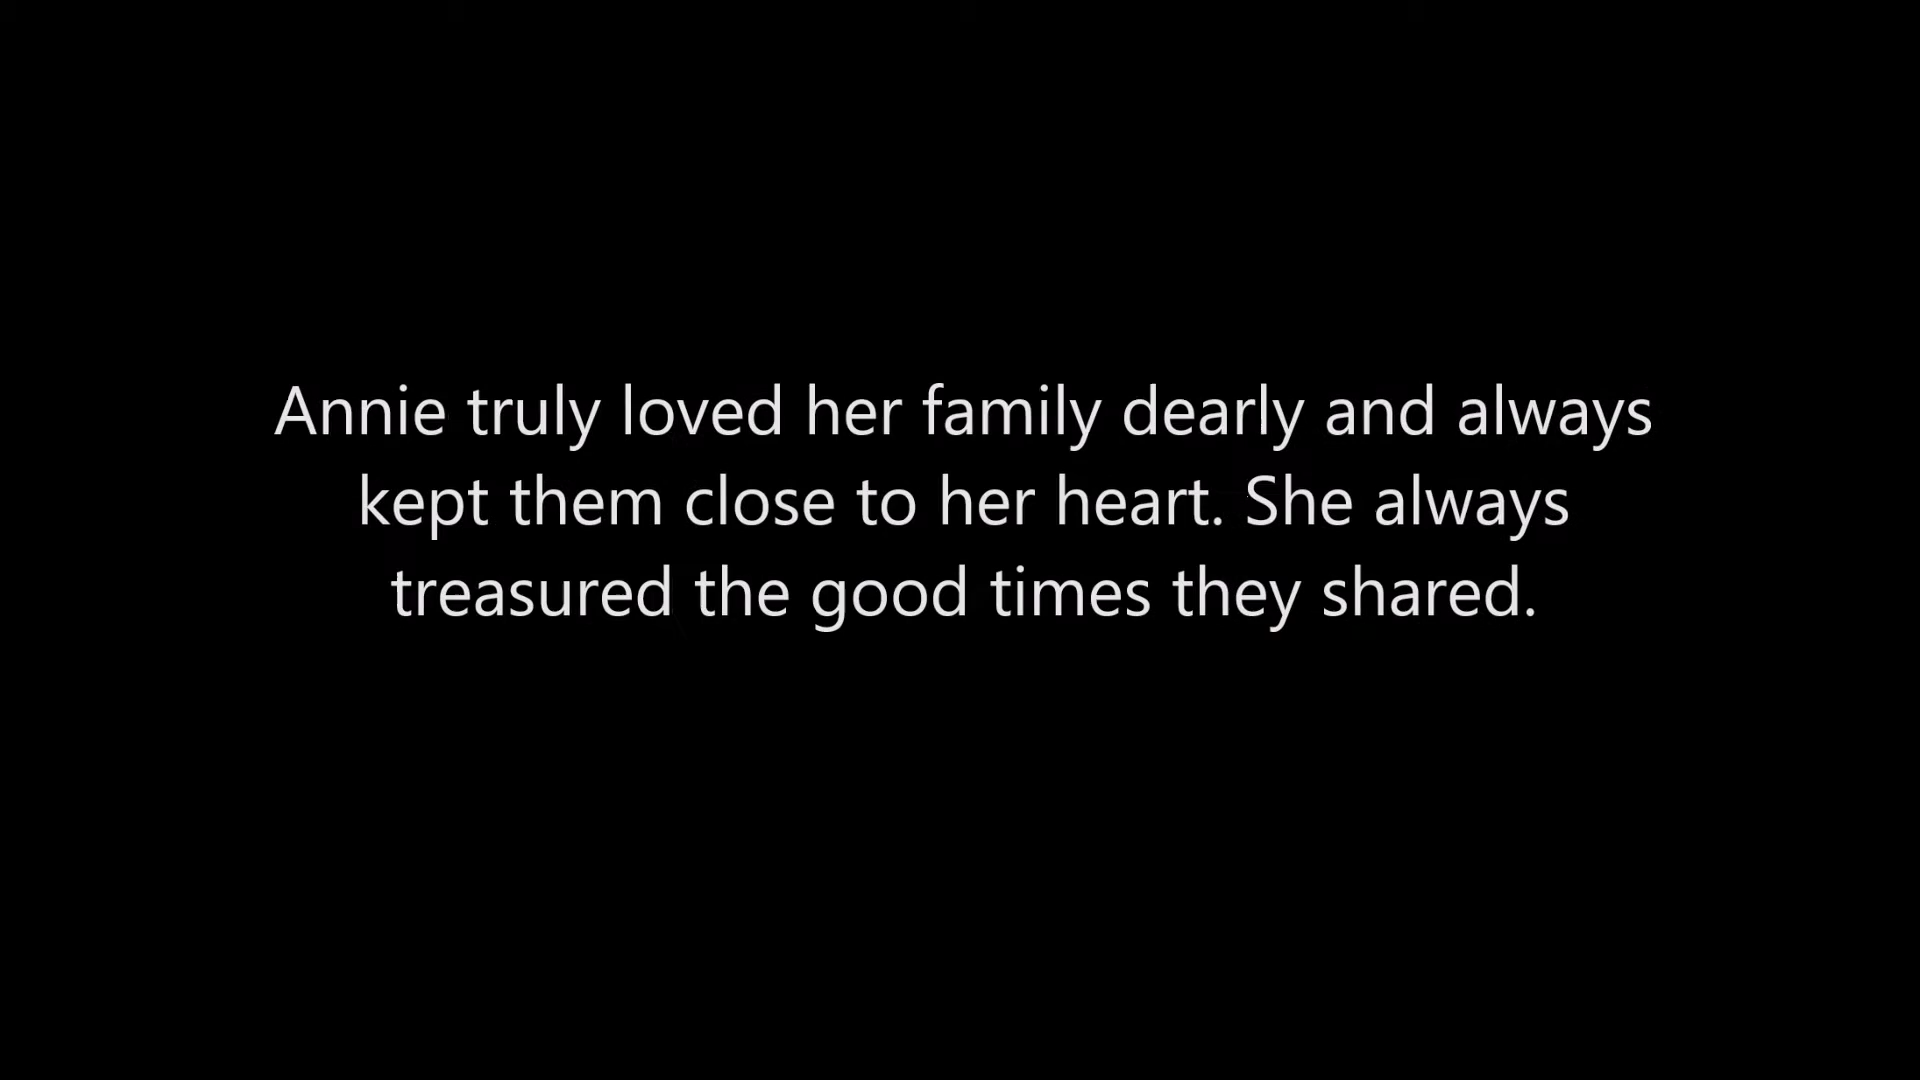 Annie truly loved her family dearly and always
kept them close to her heart. She always
treasured the good times they shared.